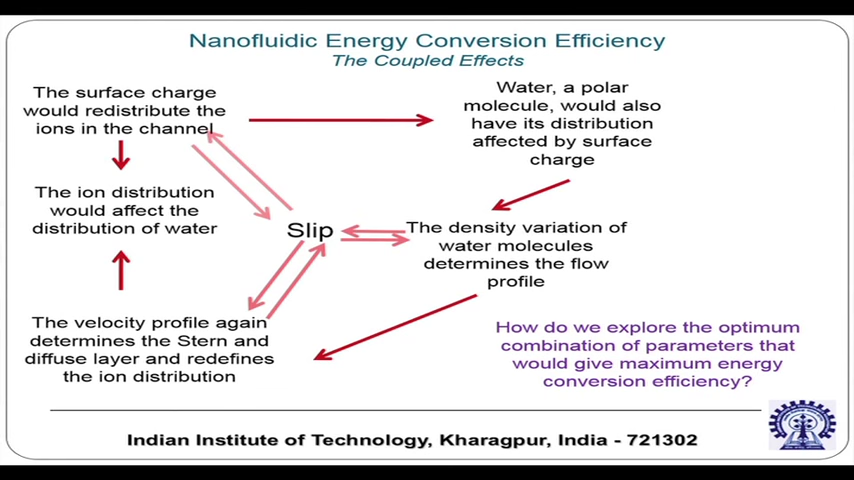 Nanofluidic Energy Conversion Efficiency
The Coupled Effects
The surface charge
would redistribute the
ions in the channel
Water, a polar
molecule, would also
have its distribution
affected by surface
charge
The ion distribution
would affect the
distribution of water
Slip
The density variation of
water molecules
determines the flow
profile
The velocity profile again
determines the Stern and
diffuse layer and redefines
the ion distribution
How do we explore the optimum
combination of parameters that
would give maximum energy
conversion efficiency?
Indian Institute of Technology, Kharagpur, India - 721302